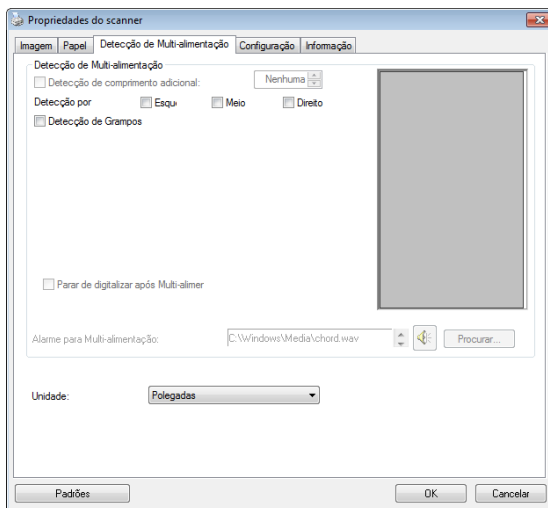 Propriedades do scanner
Imagem Papel Detecção de Multi-alimentação Configuração Informação
Detecção de Multi-alimentação
Detecção de comprimento adicional: Nenhuma
Detecção por Esqu Meio Direito
Detecção de Grampos
Parar de digitalizar após Multi-alimer
Alarme para Multi-alimentação: C:\Windows\Media\chord.wav Procurar...
Unidade: Polegadas
Padrões OK Cancelar